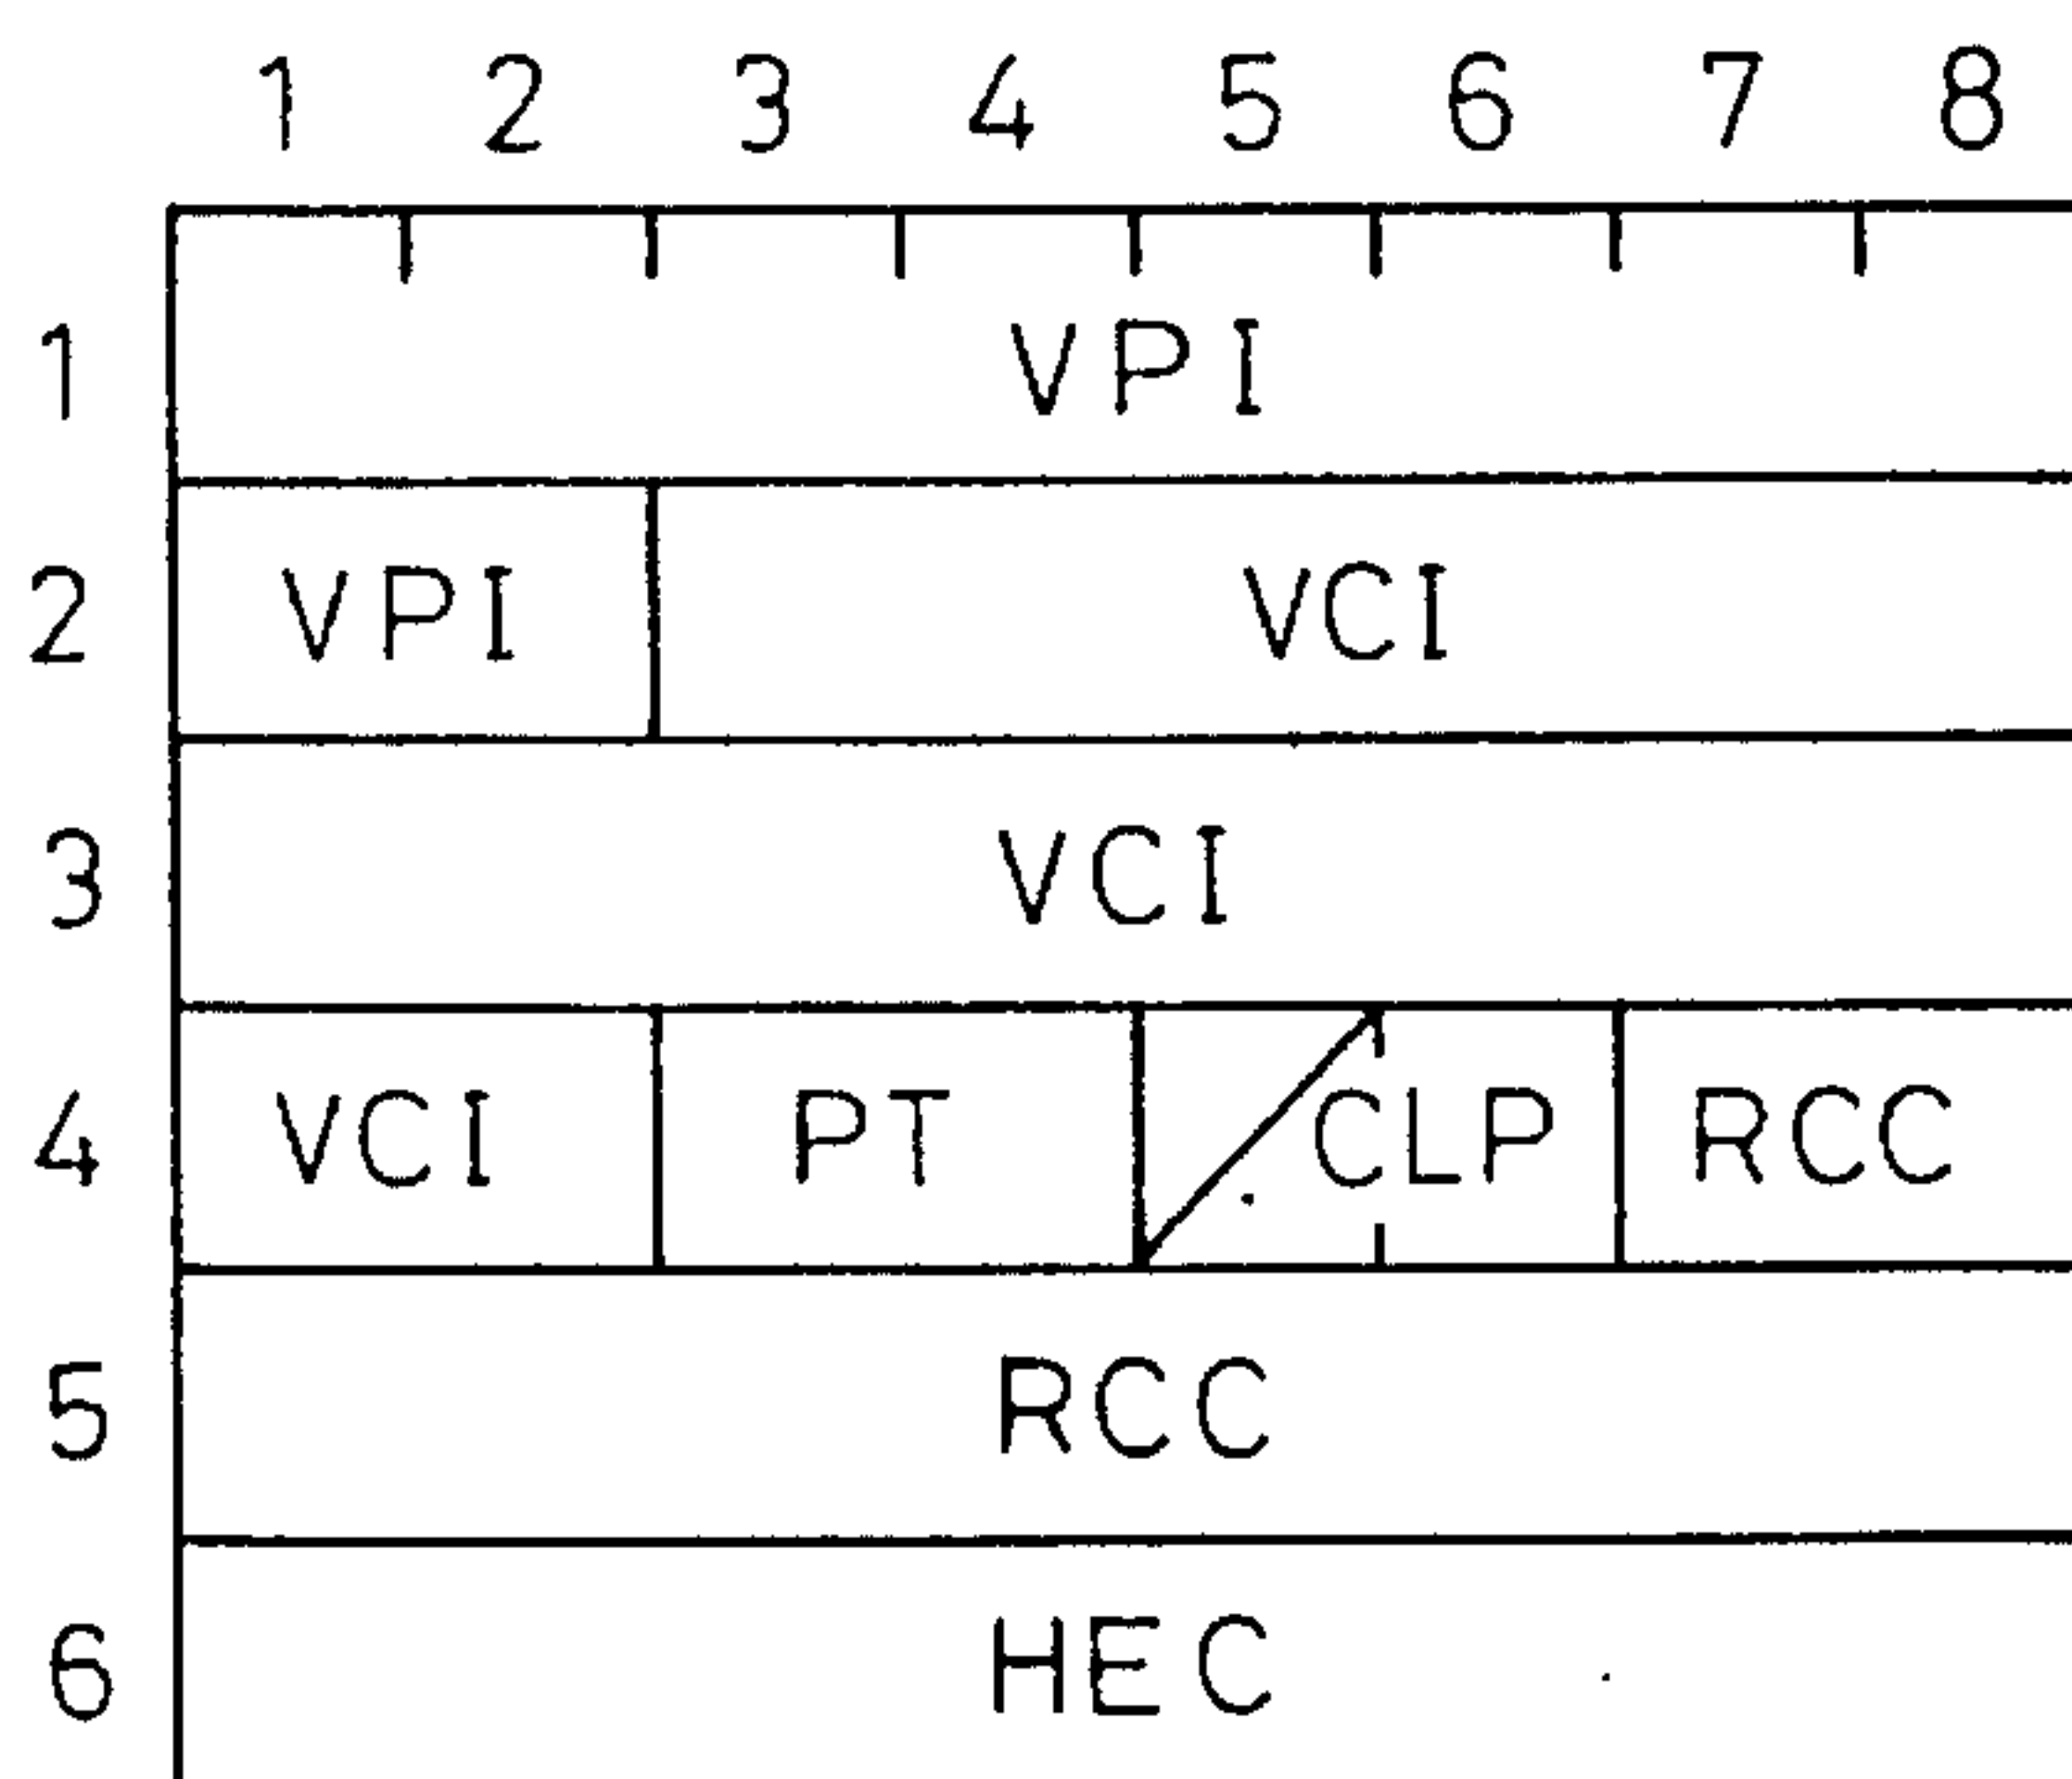 1 2 3 4 5 6 7 8
1 VPI
2 VPI VCI
3 VCI
4 VCI PT CLP RCC
5 RCC
6 HEC